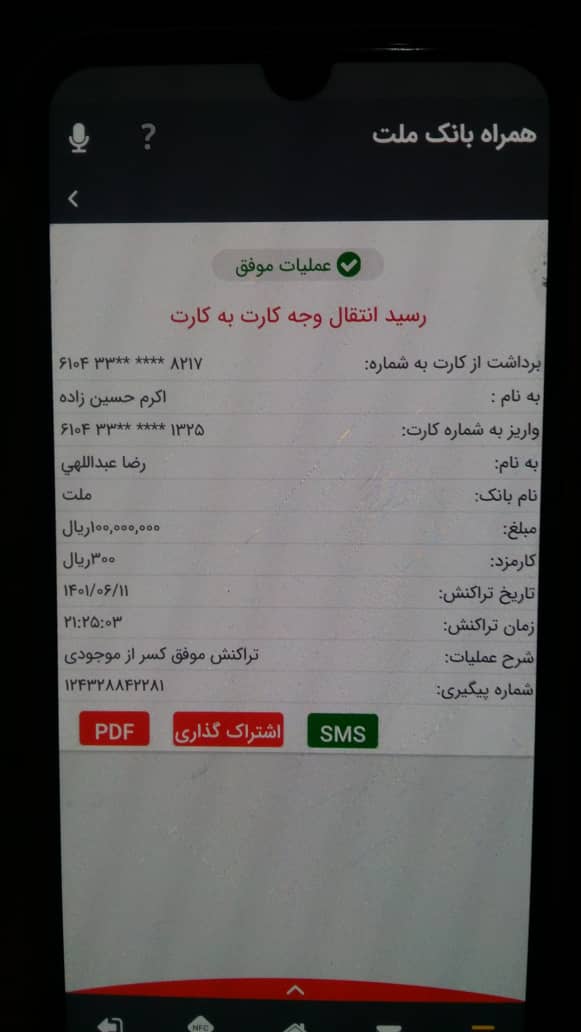 همراه بانک ملت
?
عملیات موفق
رسید انتقال وجه کارت به کارت
برداشت از کارت به شماره: ۶۱۰۴ ۳۳** **** ۸۲۱۷
به نام : اکرم حسین زاده
واریز به شماره کارت: ۶۱۰۴ ۳۳** **** ۱۳۲۵
به نام: رضا عبداللهي
نام بانک: ملت
مبلغ: ۱۰۰,۰۰۰,۰۰۰ریال
کارمزد: ۳۰۰ریال
تاریخ تراکنش: ۱۴۰۱/۰۶/۱۱
زمان تراکنش: ۲۱:۲۵:۰۳
شرح عملیات: تراکنش موفق کسر از موجودی
شماره پیگیری: ۱۲۴۳۲۸۸۴۲۲۸۱
SMS اشتراک گذاری PDF
NFC